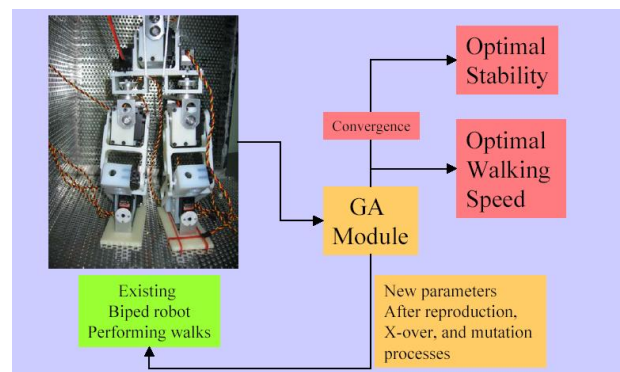 Optimal
Stability
Convergence
Optimal
Walking
Speed
GA
Module
Existing
Biped robot
Performing walks
New parameters
After reproduction,
X-over, and mutation
processes